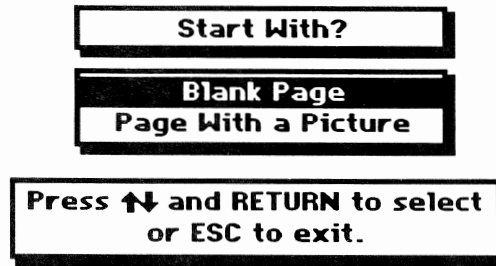 Start With?
Blank Page
Page With a Picture
Press ↑↓ and RETURN to select
or ESC to exit.